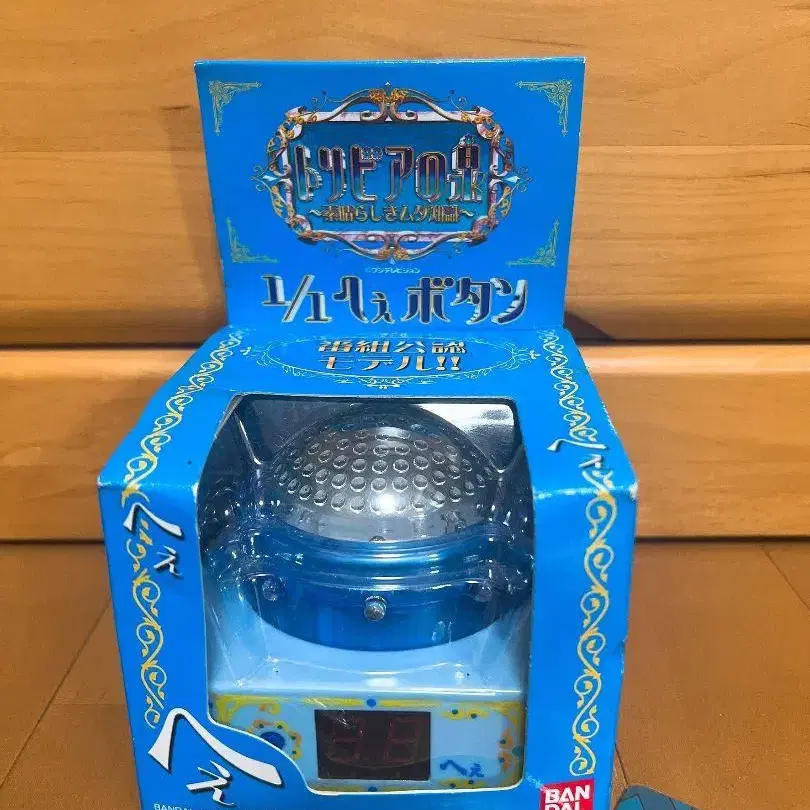 トリビアの泉
〜素晴らしきムダ知識〜
©フジテレビジョン
1/1へぇボタン
番組公認
モデル!!
へぇ
へぇ
へぇ
BAN
DAI
BANDAI